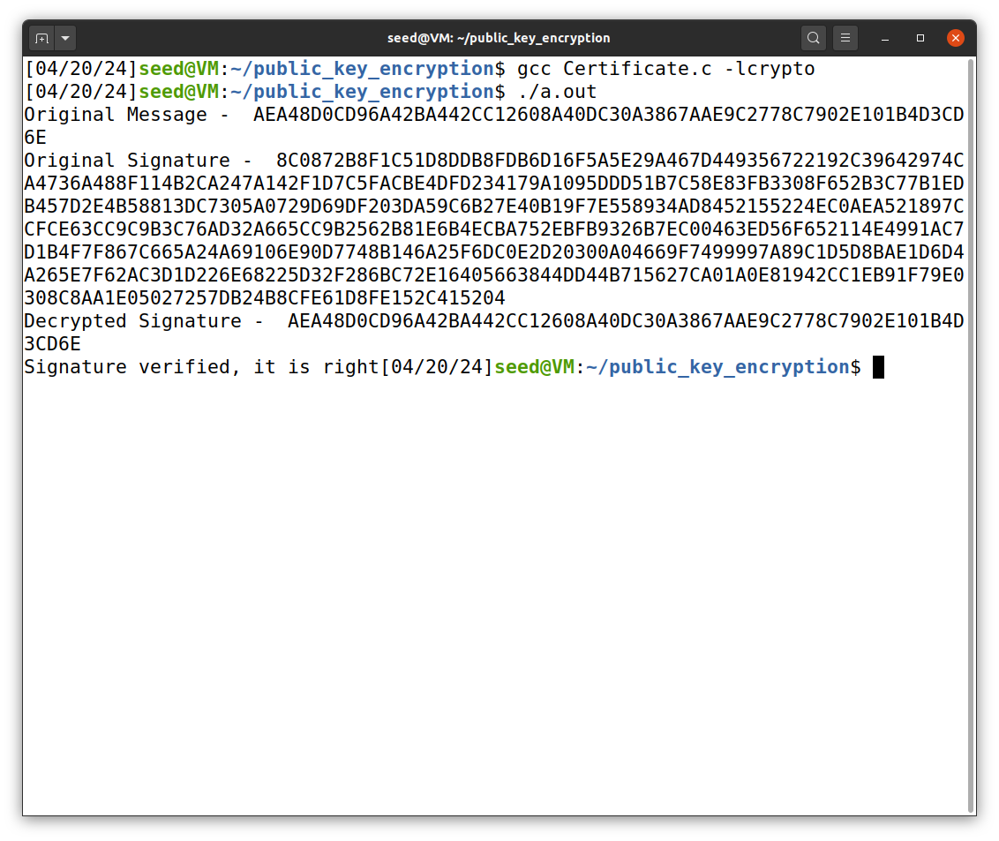 seed@VM: ~/public_key_encryption
[04/20/24]seed@VM:~/public_key_encryption$ gcc Certificate.c -lcrypto
[04/20/24]seed@VM:~/public_key_encryption$ ./a.out
Original Message -  AEA48D0CD96A42BA442CC12608A40DC30A3867AAE9C2778C7902E101B4D3CD
6E
Original Signature -  8C0872B8F1C51D8DDB8FDB6D16F5A5E29A467D449356722192C39642974C
A4736A488F114B2CA247A142F1D7C5FACBE4DFD234179A1095DDD51B7C58E83FB3308F652B3C77B1ED
B457D2E4B58813DC7305A0729D69DF203DA59C6B27E40B19F7E558934AD8452155224EC0AEA521897C
CFCE63CC9C9B3C76AD32A665CC9B2562B81E6B4ECBA752EBFB9326B7EC00463ED56F652114E4991AC7
D1B4F7F867C665A24A69106E90D7748B146A25F6DC0E2D20300A04669F7499997A89C1D5D8BAE1D6D4
A265E7F62AC3D1D226E68225D32F286BC72E16405663844DD44B715627CA01A0E81942CC1EB91F79E0
308C8AA1E05027257DB24B8CFE61D8FE152C415204
Decrypted Signature -  AEA48D0CD96A42BA442CC12608A40DC30A3867AAE9C2778C7902E101B4D
3CD6E
Signature verified, it is right[04/20/24]seed@VM:~/public_key_encryption$